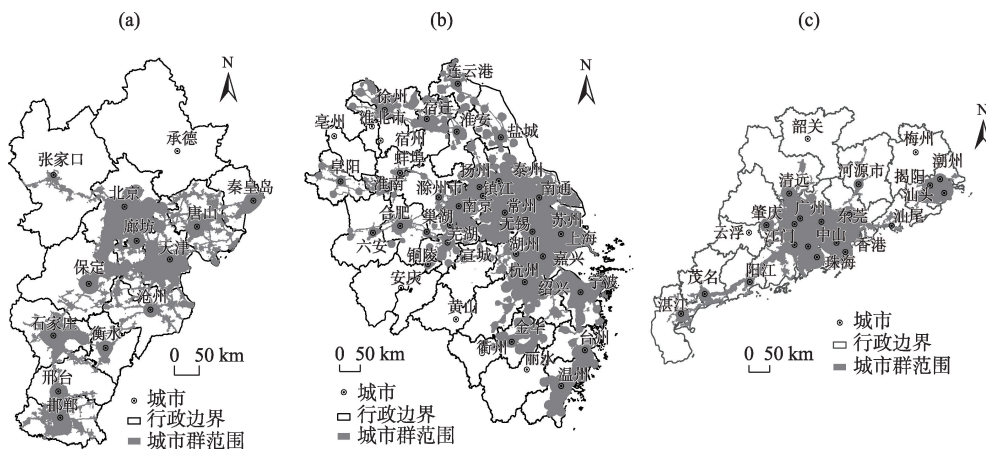 (a)
N
承德
张家口
北京
秦皇岛
唐山
廊坊
天津
保定
沧州
石家庄
衡水
邢台
邯郸
0 50 km
城市
行政边界
城市群范围
(b)
N
连云港
徐州
宿迁
淮北市
淮安
亳州
宿州
盐城
蚌埠
阜阳
扬州
泰州
淮南
滁州市
镇江
南通
南京
常州
合肥
巢湖
无锡
苏州
六安
芜湖
上海
湖州
铜陵
宣城
嘉兴
安庆
杭州
绍兴
宁波
黄山
金华
衢州
台州
丽水
温州
0 50 km
城市
行政边界
城市群范围
(c)
N
韶关
梅州
潮州
河源市
揭阳
清远
汕头
广州
肇庆
东莞
汕尾
云浮
江门
中山
香港
珠海
阳江
茂名
湛江
城市
行政边界
城市群范围
0 50 km